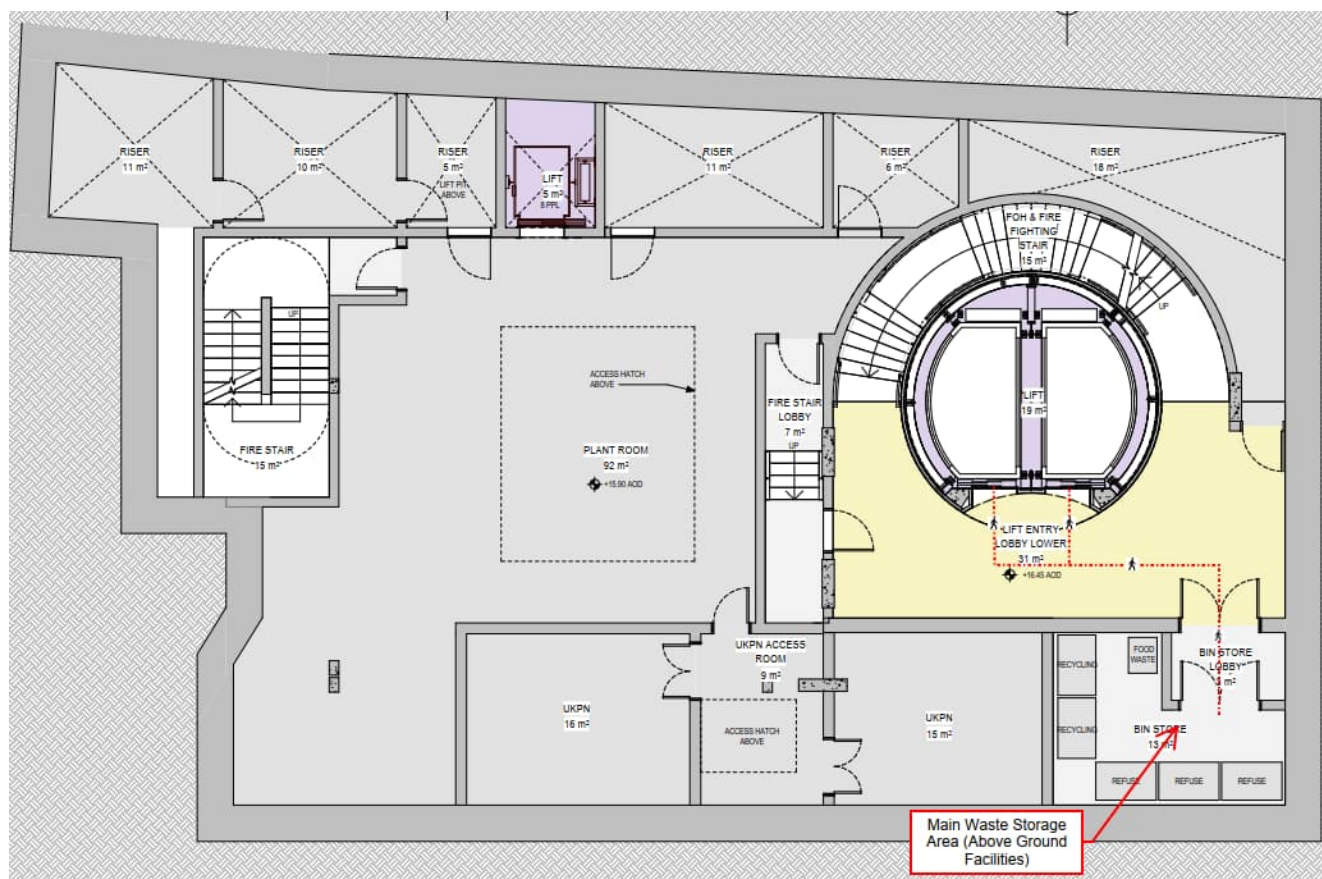 RISER
11 m²
RISER
10 m²
RISER
5 m²
LIFT PIT
ABOVE
LIFT
5 m²
8 PPL
RISER
11 m²
RISER
6 m²
RISER
18 m²
FOH & FIRE
FIGHTING
STAIR
15 m²
UP
UP
ACCESS HATCH
ABOVE
FIRE STAIR
LOBBY
7 m²
UP
LIFT
19 m²
FIRE STAIR
15 m²
PLANT ROOM
92 m²
+15.90 AOD
LIFT ENTRY
LOBBY LOWER
31 m²
+16.45 AOD
UKPN ACCESS
ROOM
9 m²
RECYCLING
FOOD
WASTE
BIN STORE
LOBBY
m²
UKPN
16 m²
ACCESS HATCH
ABOVE
UKPN
15 m²
RECYCLING
BIN STORE
13 m²
REFUSE
REFUSE
REFUSE
Main Waste Storage
Area (Above Ground
Facilities)